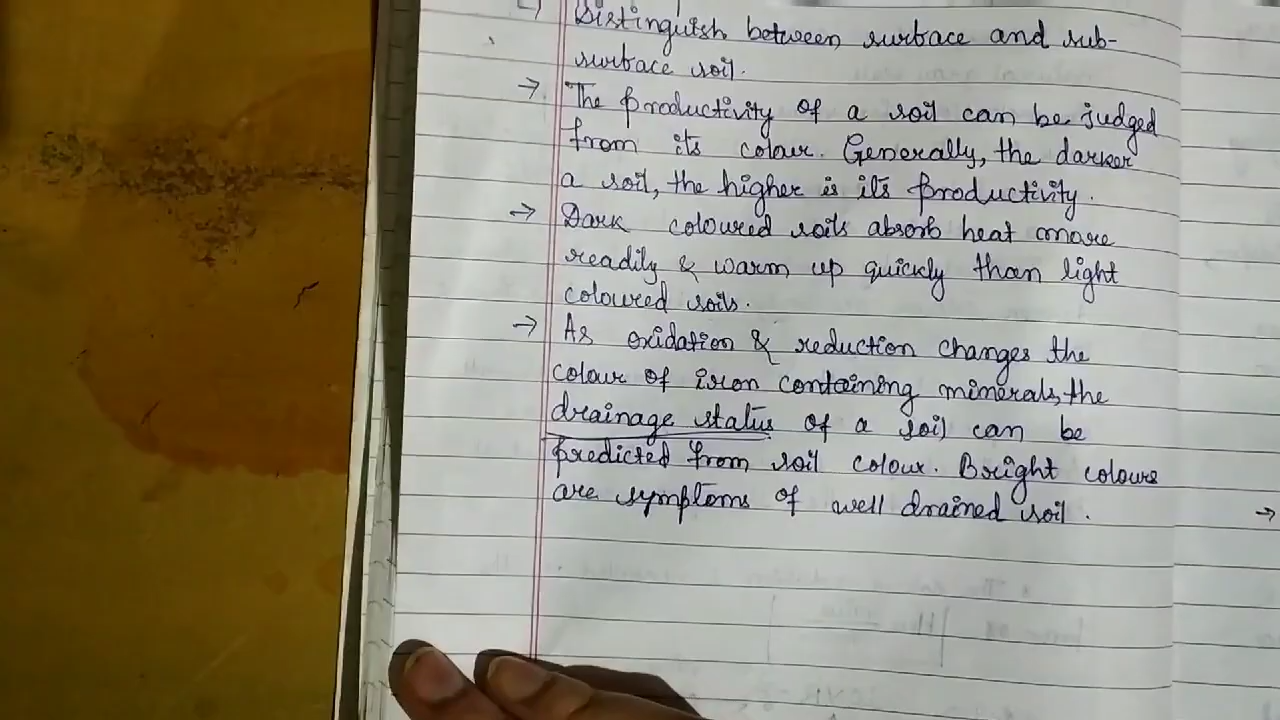 Distinguish between surface and sub-
surface soil.
→ The productivity of a soil can be judged
from its colour. Generally, the darker
a soil, the higher is its productivity.
→ Dark coloured soils absorb heat more
readily & warm up quickly than light
coloured soils.
→ As oxidation & reduction changes the
colour of iron containing minerals, the
drainage status of a soil can be
predicted from soil colour. Bright colours
are symptoms of well drained soil.
→